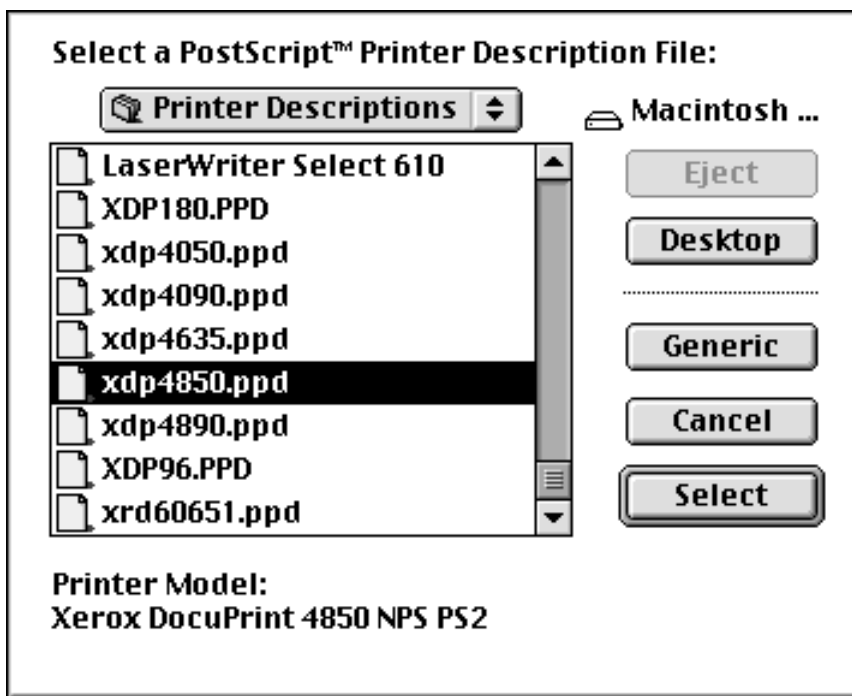 Select a PostScript™ Printer Description File:
Printer Descriptions
Macintosh ...
LaserWriter Select 610
XDP180.PPD
xdp4050.ppd
xdp4090.ppd
xdp4635.ppd
xdp4850.ppd
xdp4890.ppd
XDP96.PPD
xrd60651.ppd
Eject
Desktop
Generic
Cancel
Select
Printer Model:
Xerox DocuPrint 4850 NPS PS2